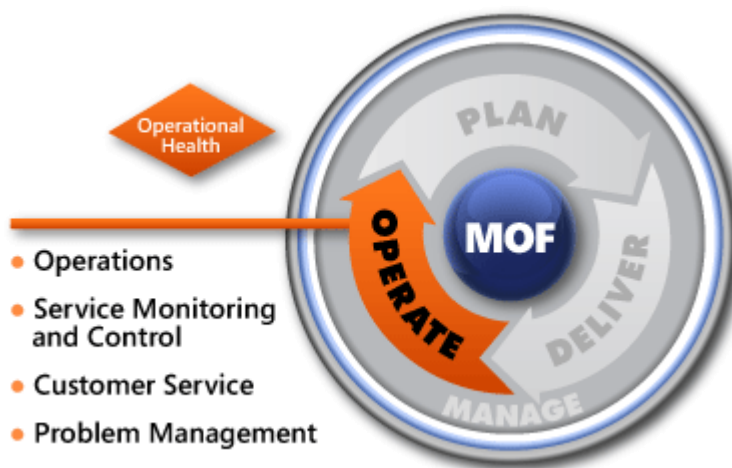 Operational
Health
PLAN
MOF
OPERATE
DELIVER
MANAGE
• Operations
• Service Monitoring
and Control
• Customer Service
• Problem Management